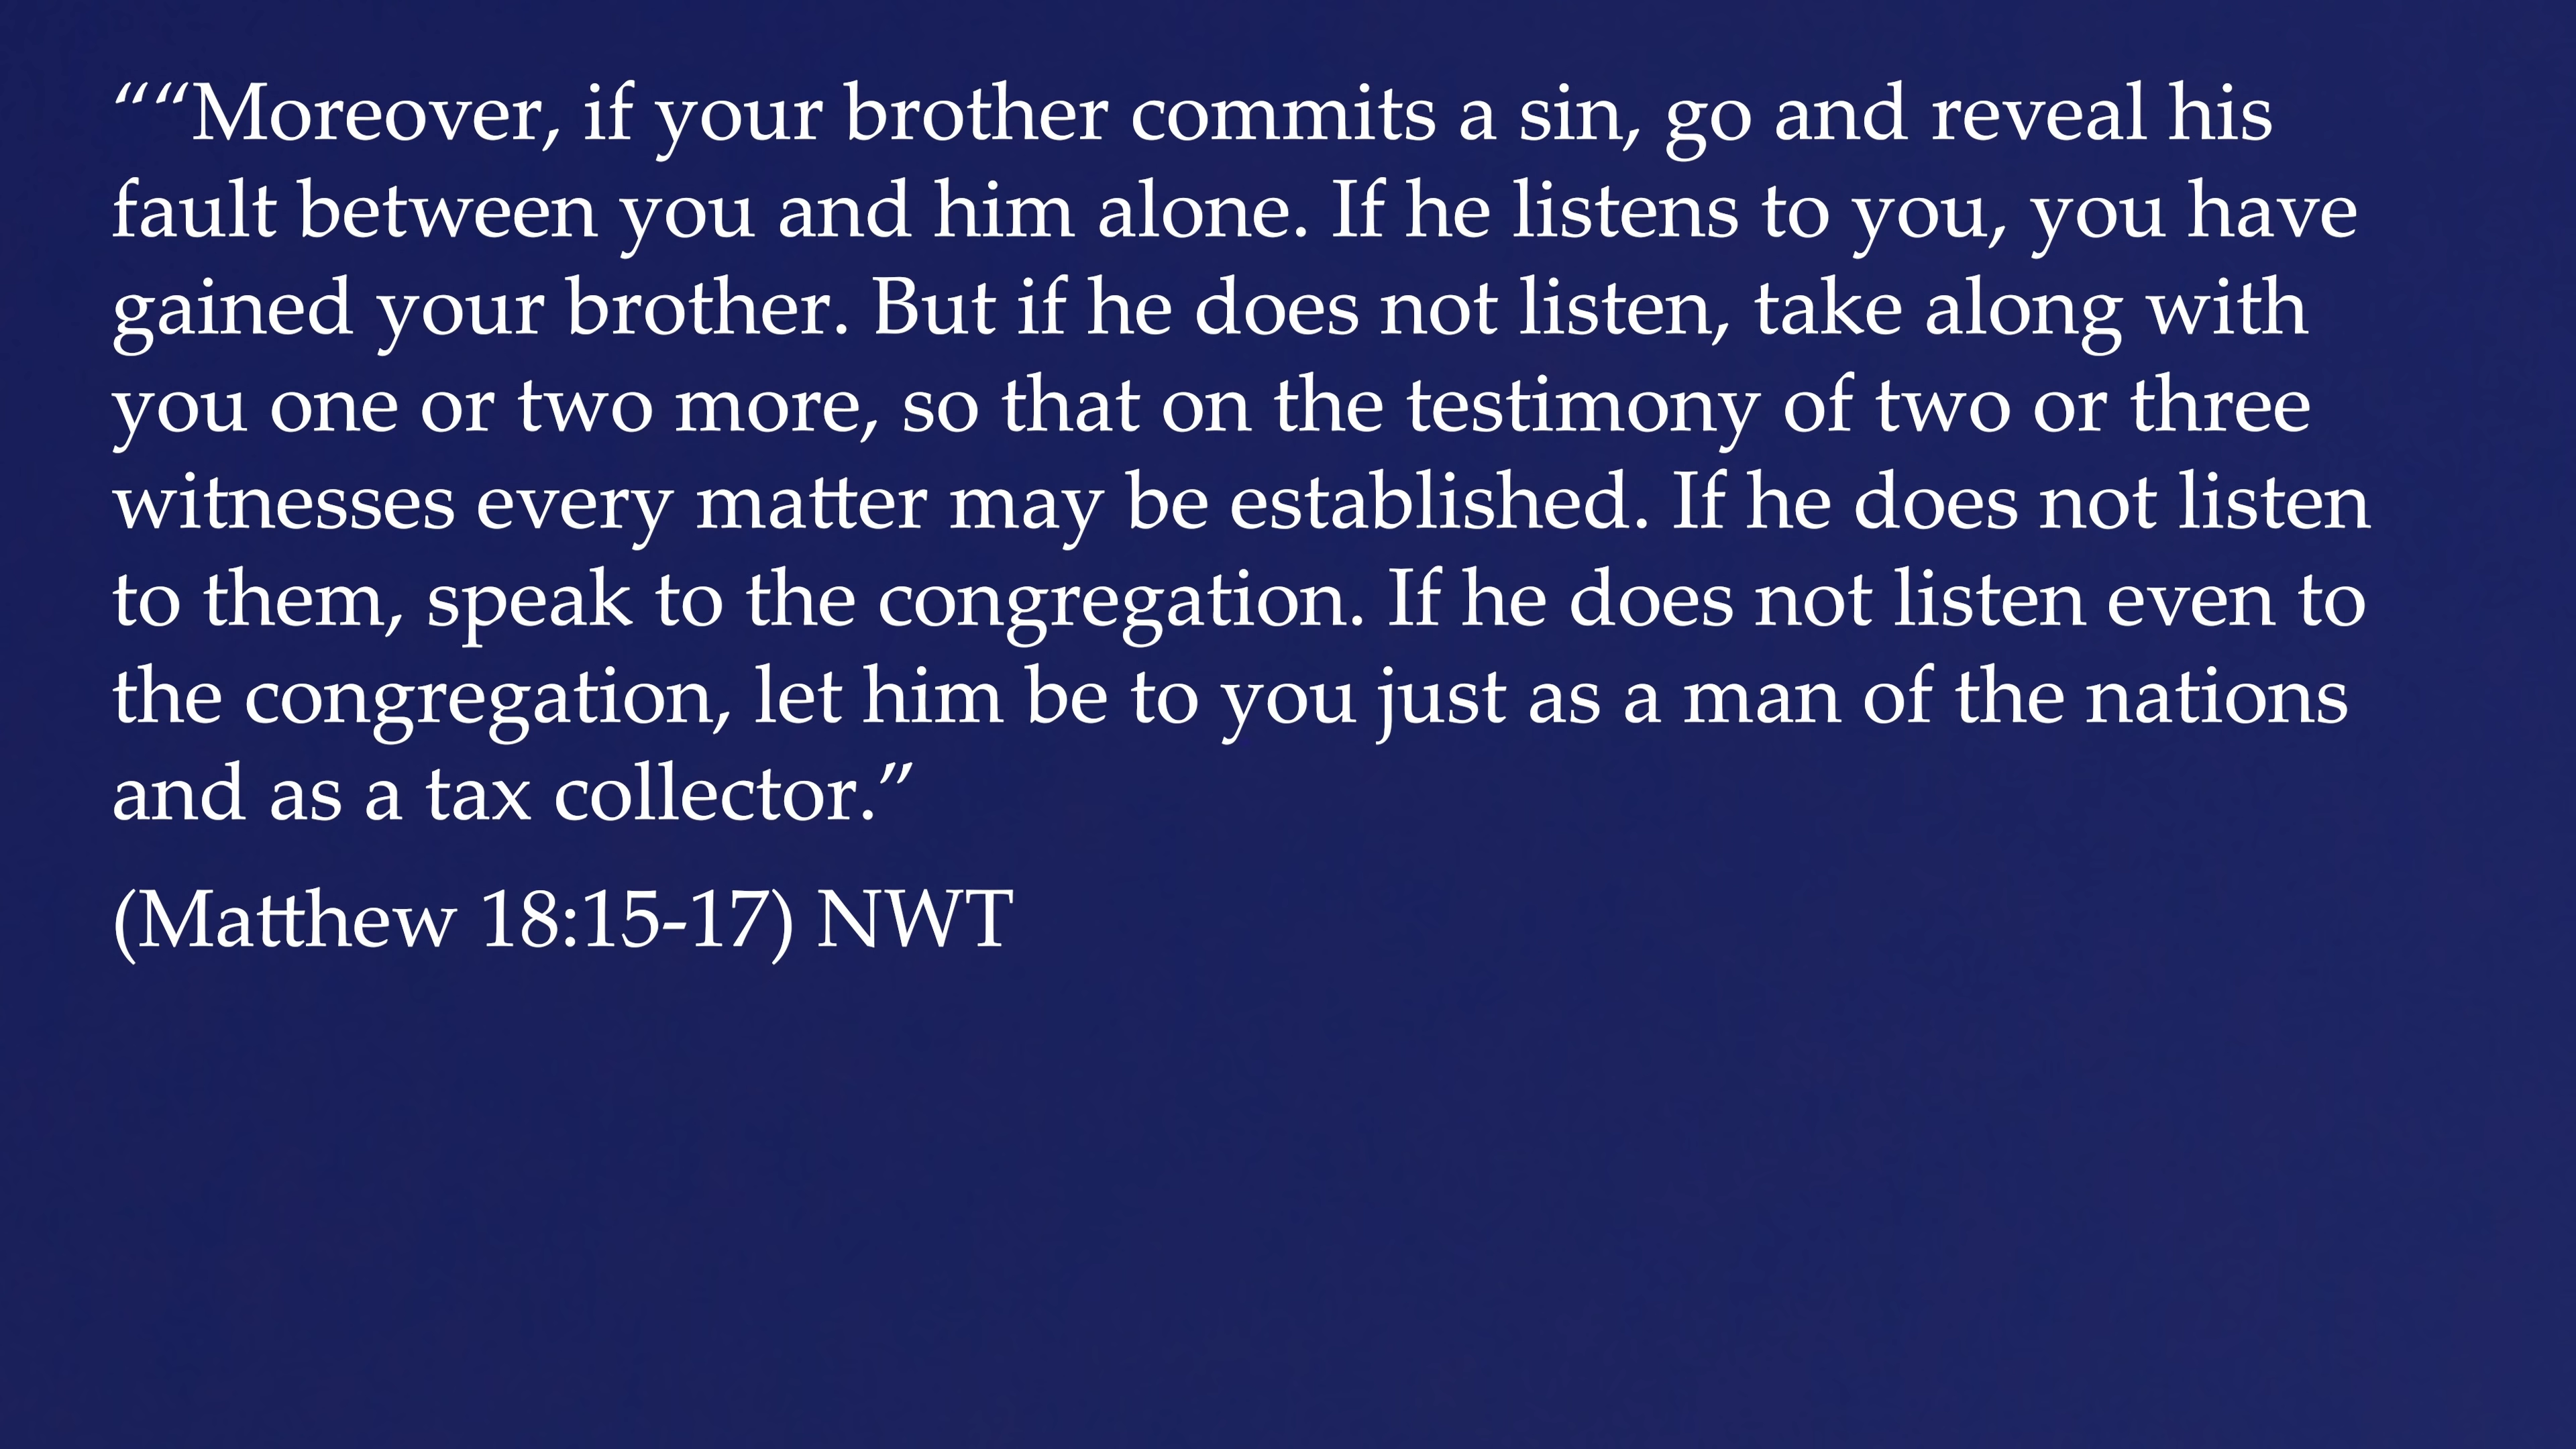 ““Moreover, if your brother commits a sin, go and reveal his
fault between you and him alone. If he listens to you, you have
gained your brother. But if he does not listen, take along with
you one or two more, so that on the testimony of two or three
witnesses every matter may be established. If he does not listen
to them, speak to the congregation. If he does not listen even to
the congregation, let him be to you just as a man of the nations
and as a tax collector.”
(Matthew 18:15-17) NWT